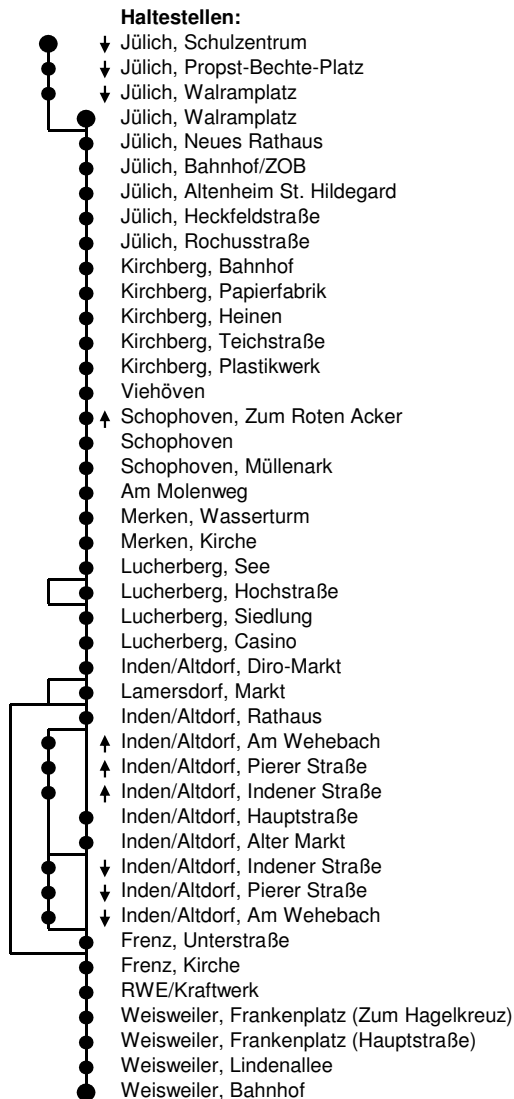 Haltestellen:
Jülich, Schulzentrum
Jülich, Propst-Bechte-Platz
Jülich, Walramplatz
Jülich, Walramplatz
Jülich, Neues Rathaus
Jülich, Bahnhof/ZOB
Jülich, Altenheim St. Hildegard
Jülich, Heckfeldstraße
Jülich, Rochusstraße
Kirchberg, Bahnhof
Kirchberg, Papierfabrik
Kirchberg, Heinen
Kirchberg, Teichstraße
Kirchberg, Plastikwerk
Viehöven
Schophoven, Zum Roten Acker
Schophoven
Schophoven, Müllenark
Am Molenweg
Merken, Wasserturm
Merken, Kirche
Lucherberg, See
Lucherberg, Hochstraße
Lucherberg, Siedlung
Lucherberg, Casino
Inden/Altdorf, Diro-Markt
Lamersdorf, Markt
Inden/Altdorf, Rathaus
Inden/Altdorf, Am Wehebach
Inden/Altdorf, Pierer Straße
Inden/Altdorf, Indener Straße
Inden/Altdorf, Hauptstraße
Inden/Altdorf, Alter Markt
Inden/Altdorf, Indener Straße
Inden/Altdorf, Pierer Straße
Inden/Altdorf, Am Wehebach
Frenz, Unterstraße
Frenz, Kirche
RWE/Kraftwerk
Weisweiler, Frankenplatz (Zum Hagelkreuz)
Weisweiler, Frankenplatz (Hauptstraße)
Weisweiler, Lindenallee
Weisweiler, Bahnhof